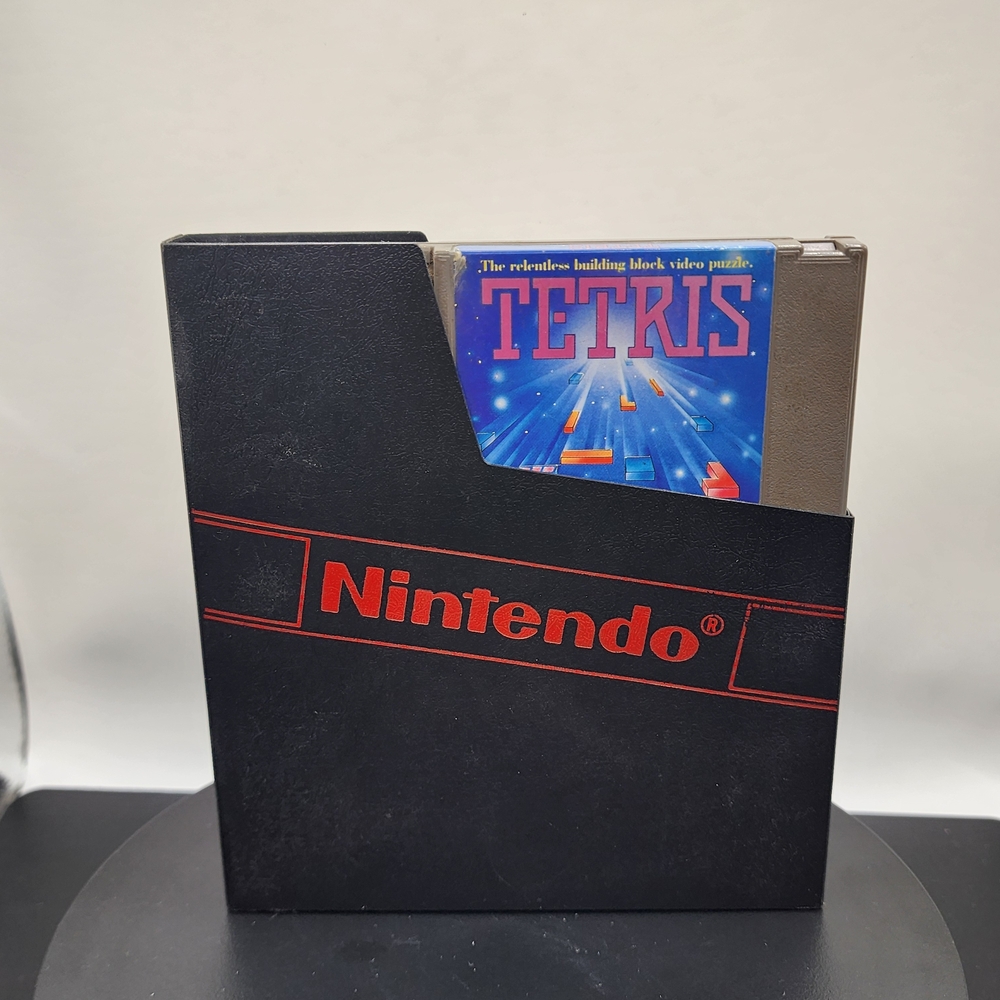 The relentless building block video puzzle.
TETRIS
Nintendo®